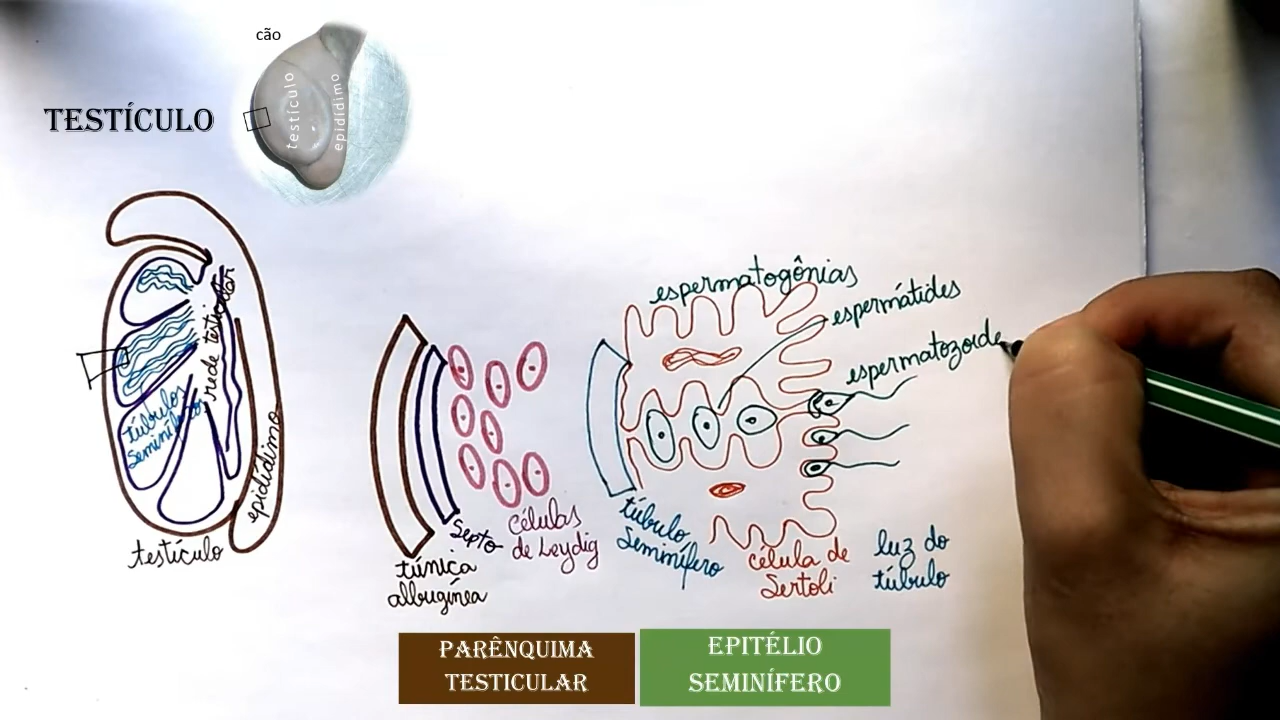 cão
TESTÍCULO
testículo
epidídimo
rede testicular
túbulos
Seminíferos
epidídimo
testículo
espermatogônias
espermátides
espermatozoide
Septo
células
de Leydig
túnica
albugínea
túbulo
Seminífero
célula de
Sertoli
luz do
túbulo
PARÊNQUIMA
TESTICULAR
EPITÉLIO
SEMINÍFERO